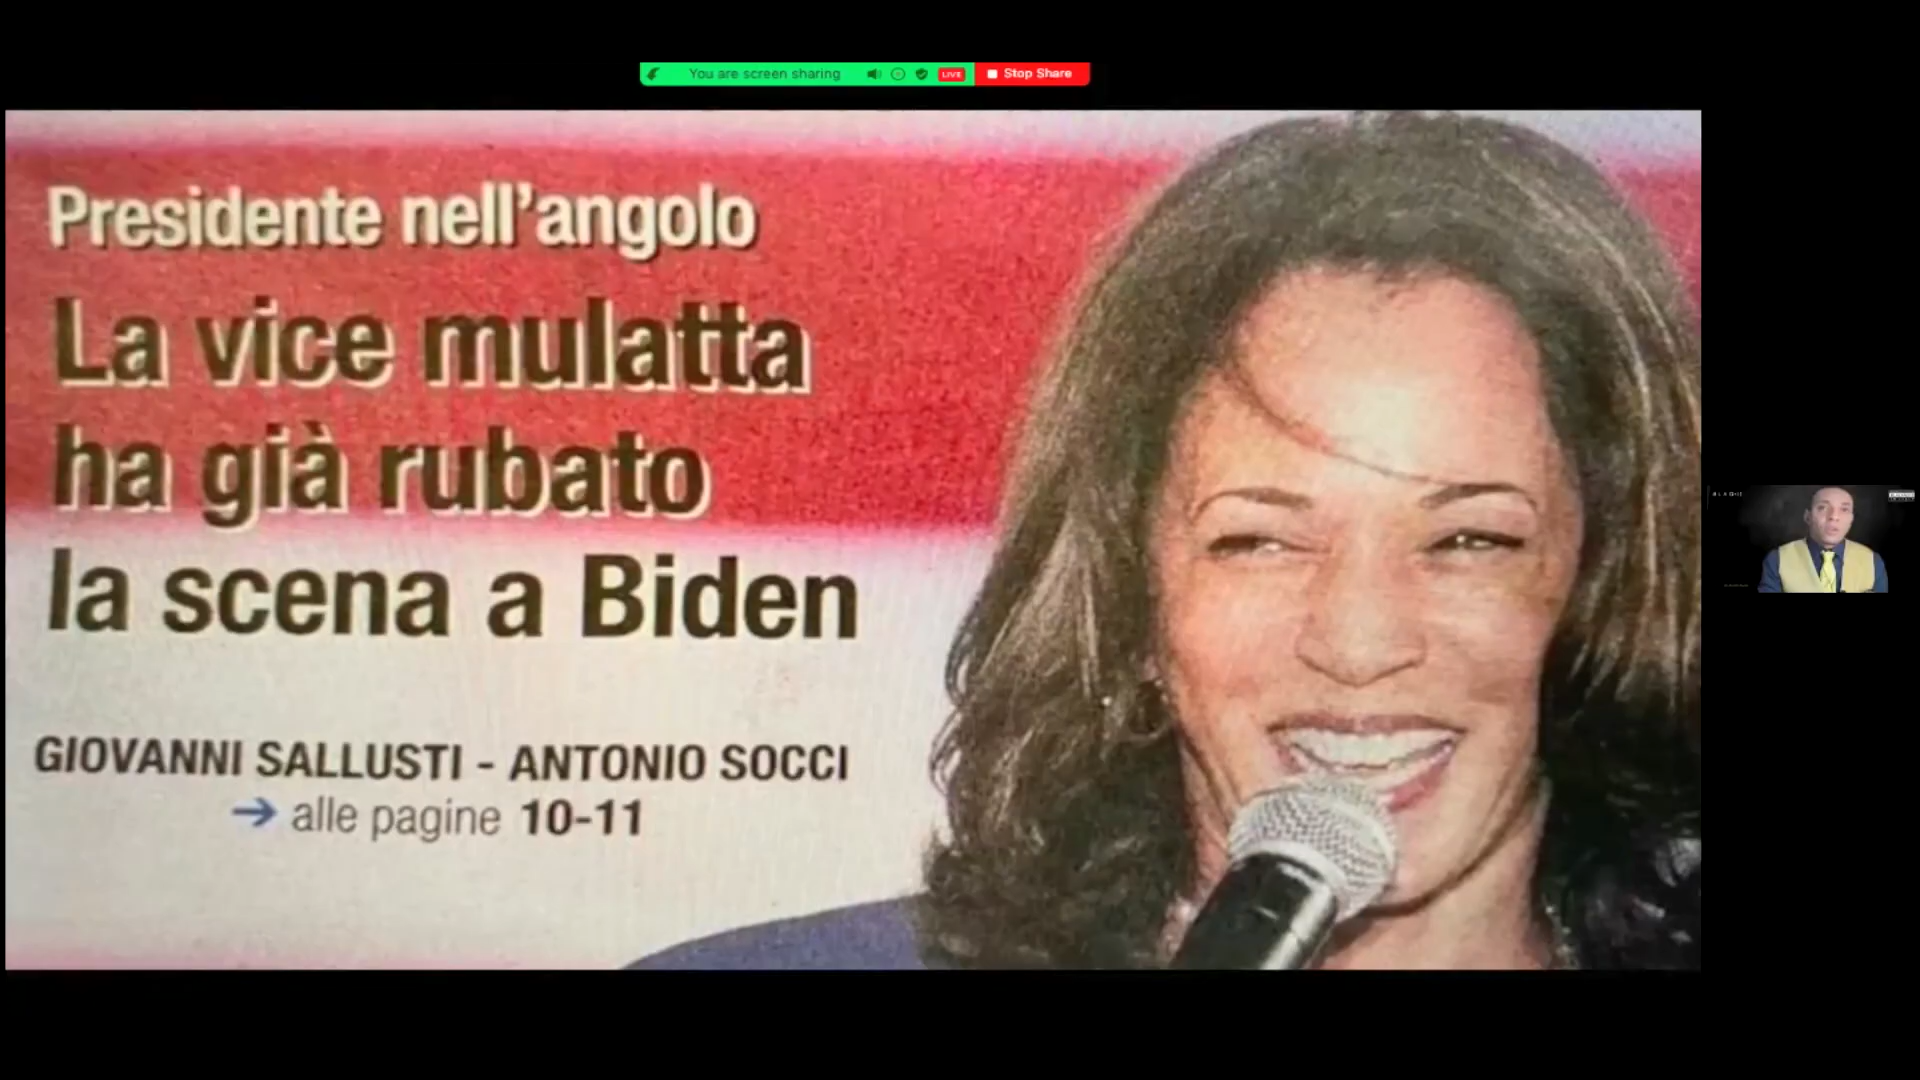 You are screen sharing
LIVE
Stop Share
Presidente nell'angolo
La vice mulatta
ha già rubato
la scena a Biden
GIOVANNI SALLUSTI - ANTONIO SOCCI
→ alle pagine 10-11